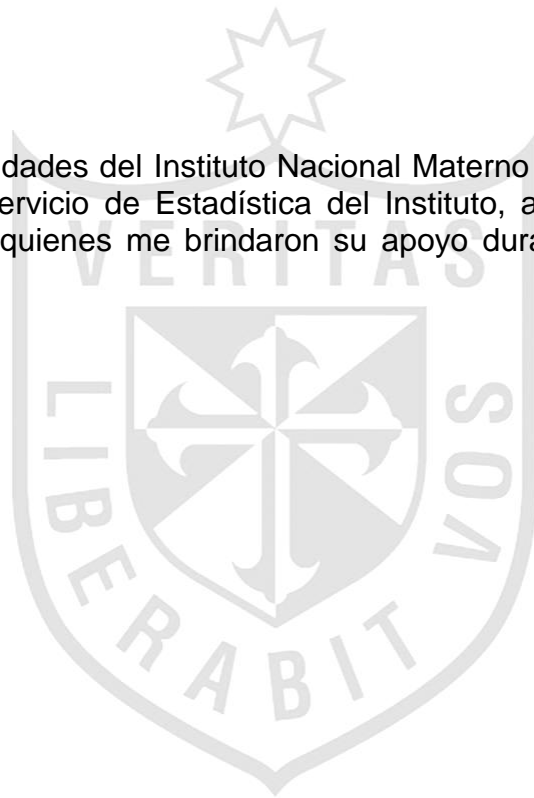 dades del Instituto Nacional Materno
ervicio de Estadística del Instituto, a
quienes me brindaron su apoyo dura
VERITAS
LIBERABIT VOS